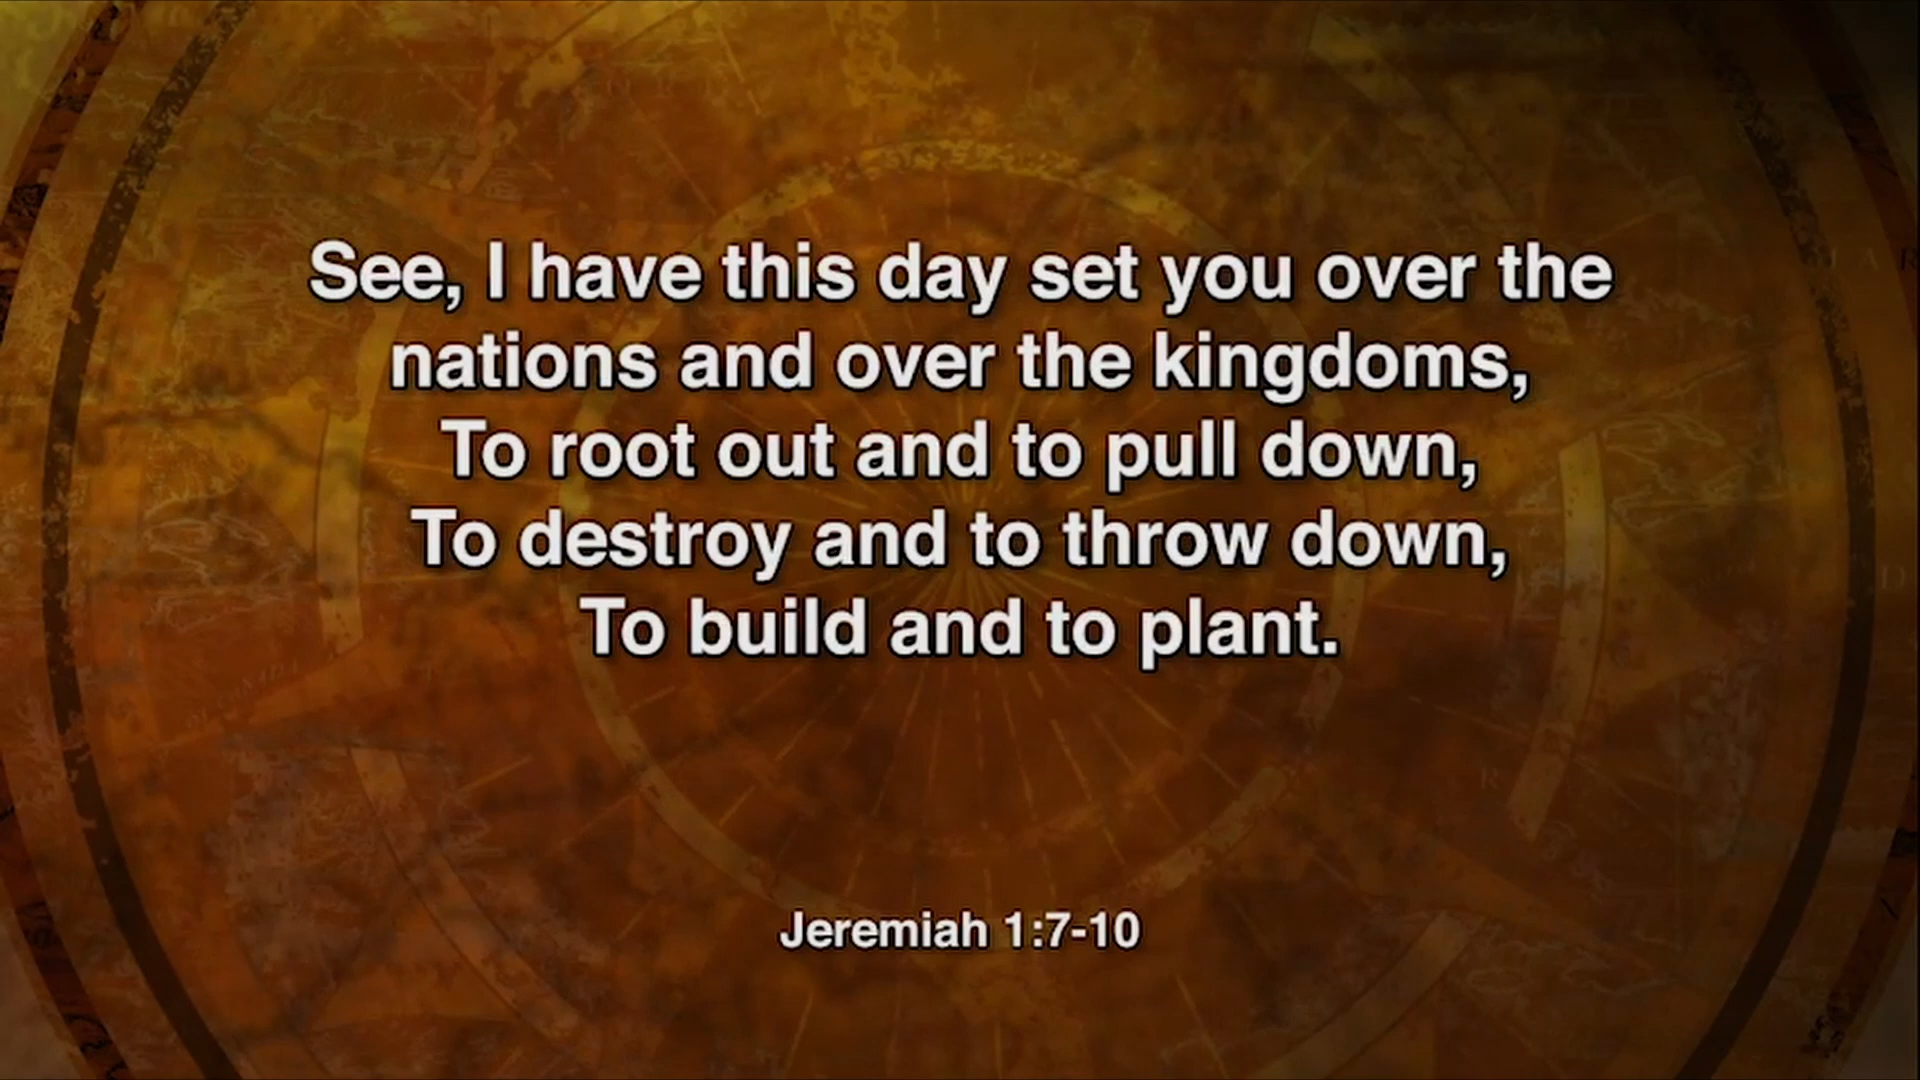 See, I have this day set you over the
nations and over the kingdoms,
To root out and to pull down,
To destroy and to throw down,
To build and to plant.
Jeremiah 1:7-10